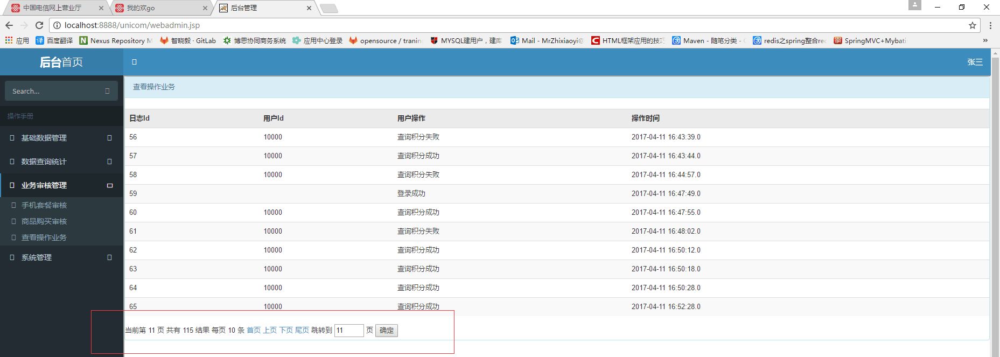 中国电信网上营业厅
我的欢go
后台管理
localhost:8888/unicom/webadmin.jsp
应用
译 百度翻译
N Nexus Repository M
智晓毅 · GitLab
博思协同商务系统
应用中心登录
opensource / tranin
MYSQL建用户，建库
Mail - MrZhixiaoyi@
HTML框架应用的技巧
Maven - 随笔分类 - 
redis之spring整合red
SpringMVC+Mybati
»
后台首页
张三
Search...
操作手册
基础数据管理
数据查询统计
业务审核管理
手机套餐审核
商品购买审核
查看操作业务
系统管理
查看操作业务
日志Id 用户Id 用户操作 操作时间
56 10000 查询积分失败 2017-04-11 16:43:39.0
57 10000 查询积分成功 2017-04-11 16:43:44.0
58 10000 查询积分失败 2017-04-11 16:44:57.0
59 登录成功 2017-04-11 16:47:49.0
60 10000 查询积分成功 2017-04-11 16:47:55.0
61 10000 查询积分失败 2017-04-11 16:48:02.0
62 10000 查询积分成功 2017-04-11 16:50:12.0
63 10000 查询积分成功 2017-04-11 16:50:18.0
64 10000 查询积分成功 2017-04-11 16:50:28.0
65 10000 查询积分成功 2017-04-11 16:52:28.0
当前第 11 页 共有 115 结果 每页 10 条 首页 上页 下页 尾页 跳转到 11 页 确定